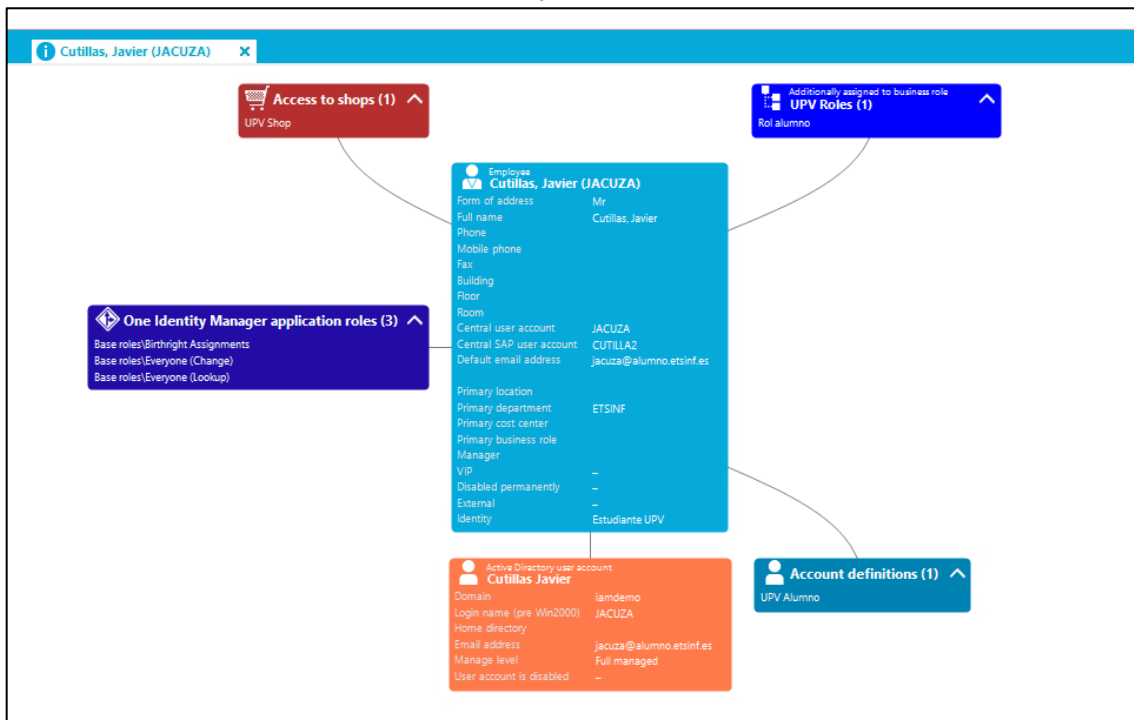 Cutillas, Javier (JACUZA)
Access to shops (1)
UPV Shop
Additionally assigned to business role
UPV Roles (1)
Rol alumno
Employee
Cutillas, Javier (JACUZA)
Form of address Mr
Full name Cutillas, Javier
Phone
Mobile phone
Fax
Building
Floor
Room
Central user account JACUZA
Central SAP user account CUTILLA2
Default email address jacuza@alumno.etsinf.es
Primary location
Primary department ETSINF
Primary cost center
Primary business role
Manager
VIP –
Disabled permanently –
External –
Identity Estudiante UPV
One Identity Manager application roles (3)
Base roles\Birthright Assignments
Base roles\Everyone (Change)
Base roles\Everyone (Lookup)
Active Directory user account
Cutillas Javier
Domain iamdemo
Login name (pre Win2000) JACUZA
Home directory
Email address jacuza@alumno.etsinf.es
Manage level Full managed
User account is disabled –
Account definitions (1)
UPV Alumno